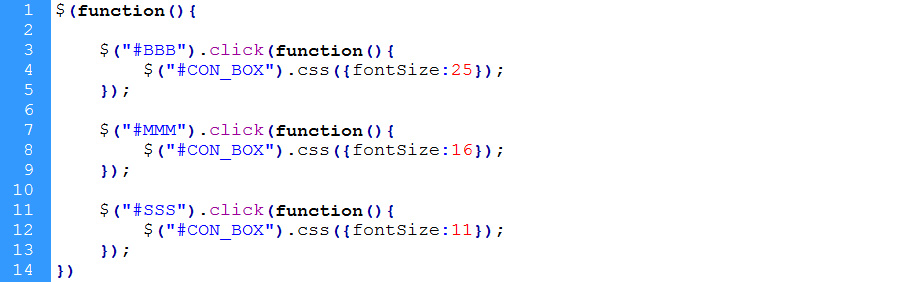 1 $(function(){
2
3 $("#BBB").click(function(){
4 $("#CON_BOX").css({fontSize:25});
5 });
6
7 $("#MMM").click(function(){
8 $("#CON_BOX").css({fontSize:16});
9 });
10
11 $("#SSS").click(function(){
12 $("#CON_BOX").css({fontSize:11});
13 });
14 })